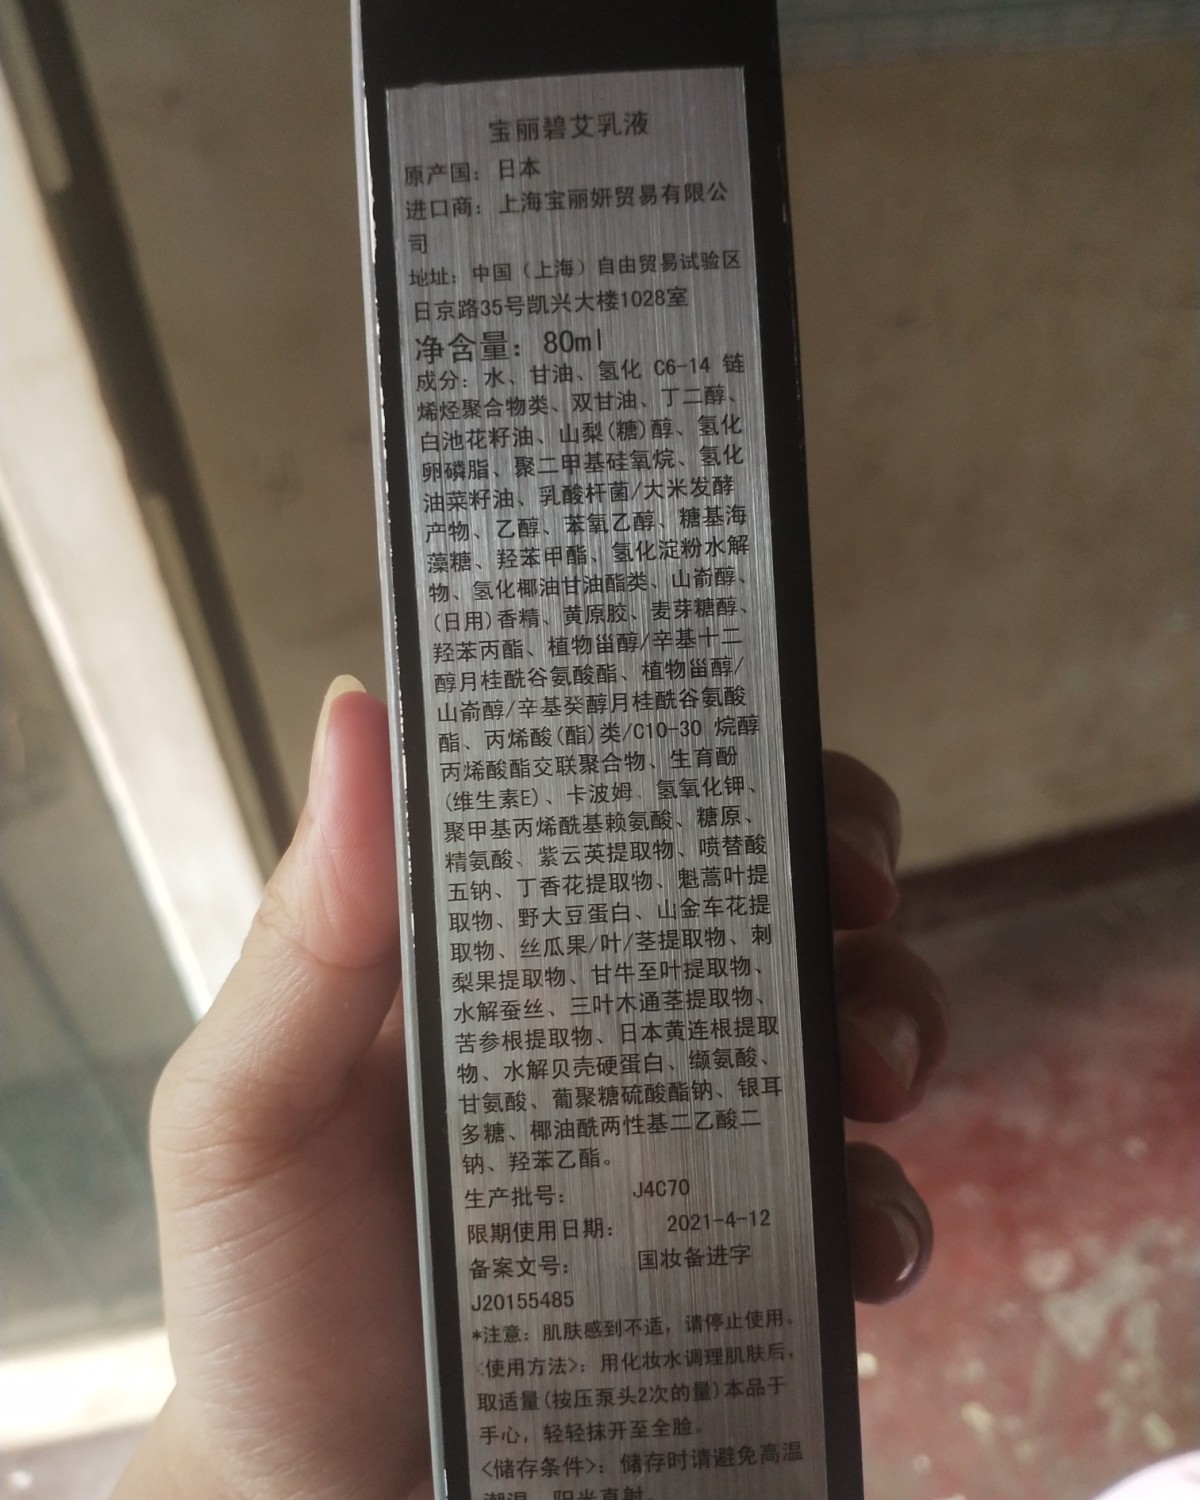 宝丽碧艾乳液
原产国：日本
进口商：上海宝丽妍贸易有限公
司
地址：中国（上海）自由贸易试验区
日京路35号凯兴大楼1028室
净含量：80ml
成分：水、甘油、氢化 C6-14 链
烯烃聚合物类、双甘油、丁二醇、
白池花籽油、山梨(糖)醇、氢化
卵磷脂、聚二甲基硅氧烷、氢化
油菜籽油、乳酸杆菌/大米发酵
产物、乙醇、苯氧乙醇、糖基海
藻糖、羟苯甲酯、氢化淀粉水解
物、氢化椰油甘油酯类、山嵛醇、
(日用)香精、黄原胶、麦芽糖醇、
羟苯丙酯、植物甾醇/辛基十二
醇月桂酰谷氨酸酯、植物甾醇/
山嵛醇/辛基癸醇月桂酰谷氨酸
酯、丙烯酸(酯)类/C10-30 烷醇
丙烯酸酯交联聚合物、生育酚
(维生素E)、卡波姆、氢氧化钾、
聚甲基丙烯酰基赖氨酸、糖原、
精氨酸、紫云英提取物、喷替酸
五钠、丁香花提取物、魁蒿叶提
取物、野大豆蛋白、山金车花提
取物、丝瓜果/叶/茎提取物、刺
梨果提取物、甘牛至叶提取物、
水解蚕丝、三叶木通茎提取物、
苦参根提取物、日本黄连根提取
物、水解贝壳硬蛋白、缬氨酸、
甘氨酸、葡聚糖硫酸酯钠、银耳
多糖、椰油酰两性基二乙酸二
钠、羟苯乙酯。
生产批号： J4C70
限期使用日期： 2021-4-12
备案文号： 国妆备进字
J20155485
*注意：肌肤感到不适，请停止使用。
<使用方法>：用化妆水调理肌肤后，
取适量(按压泵头2次的量)本品于
手心，轻轻抹开至全脸。
<储存条件>：储存时请避免高温
潮湿、阳光直射。